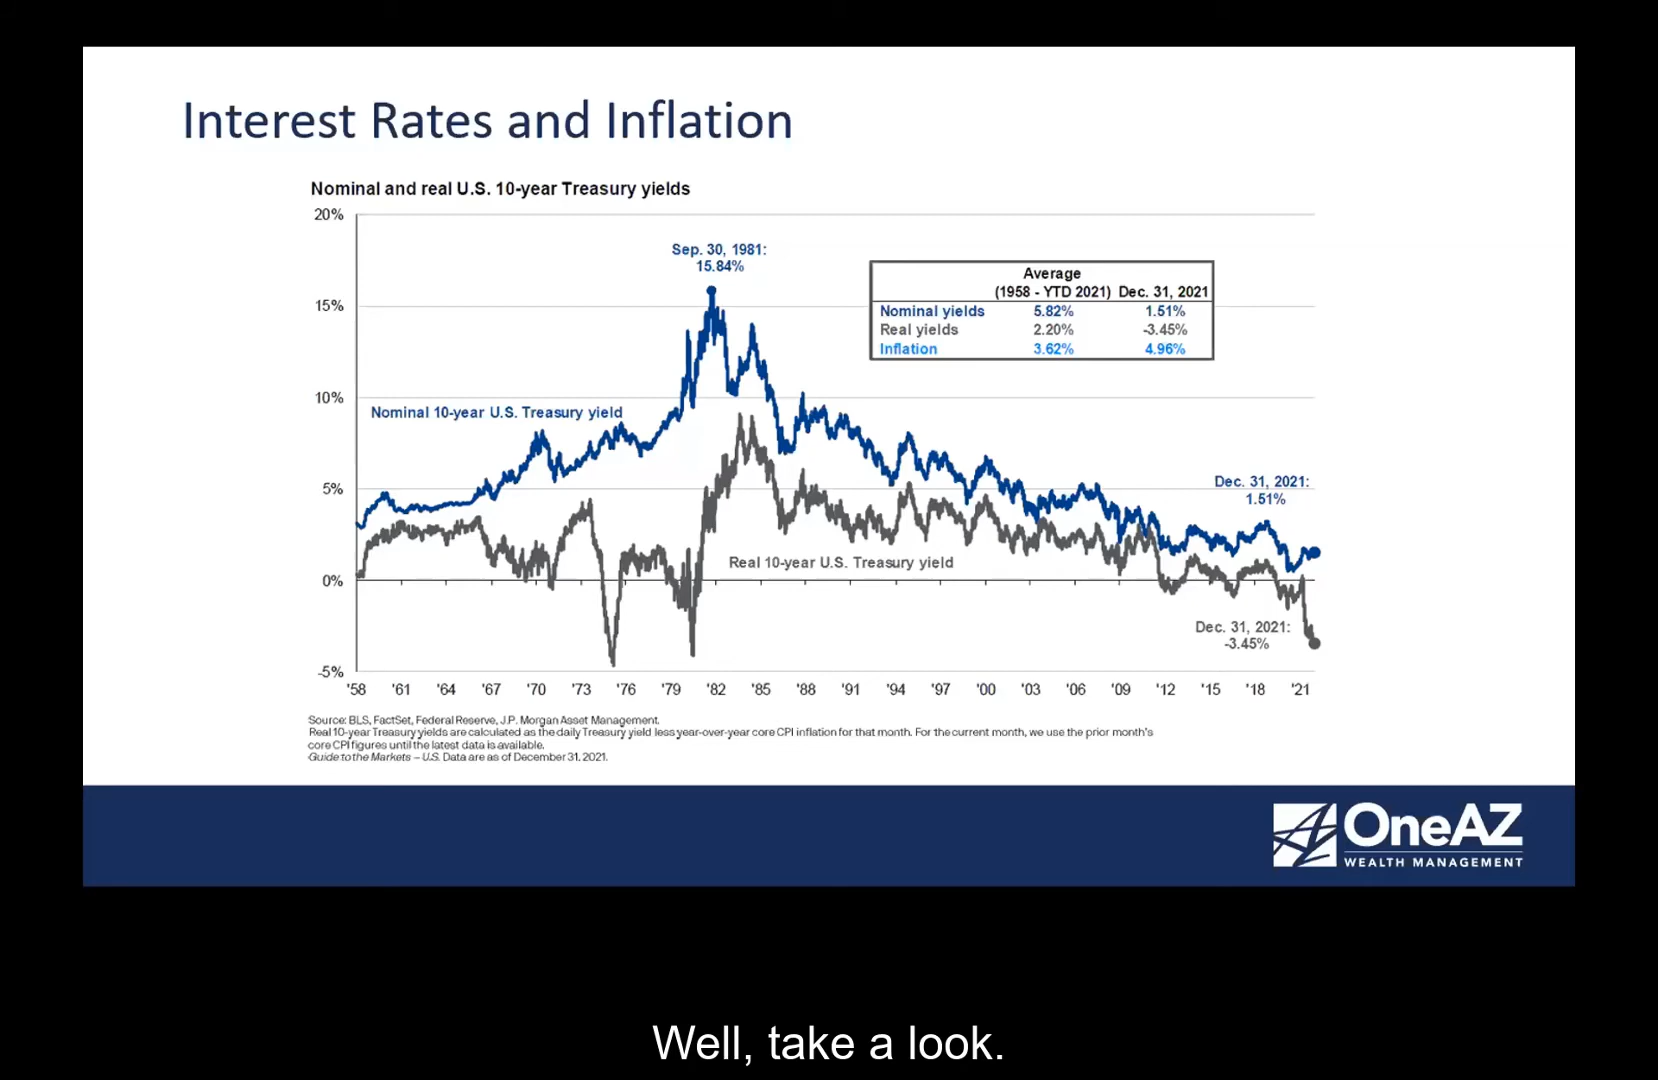 Interest Rates and Inflation
Nominal and real U.S. 10-year Treasury yields
20%
15%
10%
5%
0%
-5%
Sep. 30, 1981:
15.84%
Average
(1958 - YTD 2021) Dec. 31, 2021
Nominal yields 5.82% 1.51%
Real yields 2.20% -3.45%
Inflation 3.62% 4.96%
Nominal 10-year U.S. Treasury yield
Dec. 31, 2021:
1.51%
Real 10-year U.S. Treasury yield
Dec. 31, 2021:
-3.45%
'58 '61 '64 '67 '70 '73 '76 '79 '82 '85 '88 '91 '94 '97 '00 '03 '06 '09 '12 '15 '18 '21
Source: BLS, FactSet, Federal Reserve, J.P. Morgan Asset Management.
Real 10-year Treasury yields are calculated as the daily Treasury yield less year-over-year core CPI inflation for that month. For the current month, we use the prior month's
core CPI figures until the latest data is available.
Guide to the Markets – U.S. Data are as of December 31, 2021.
OneAZ
WEALTH MANAGEMENT
Well, take a look.